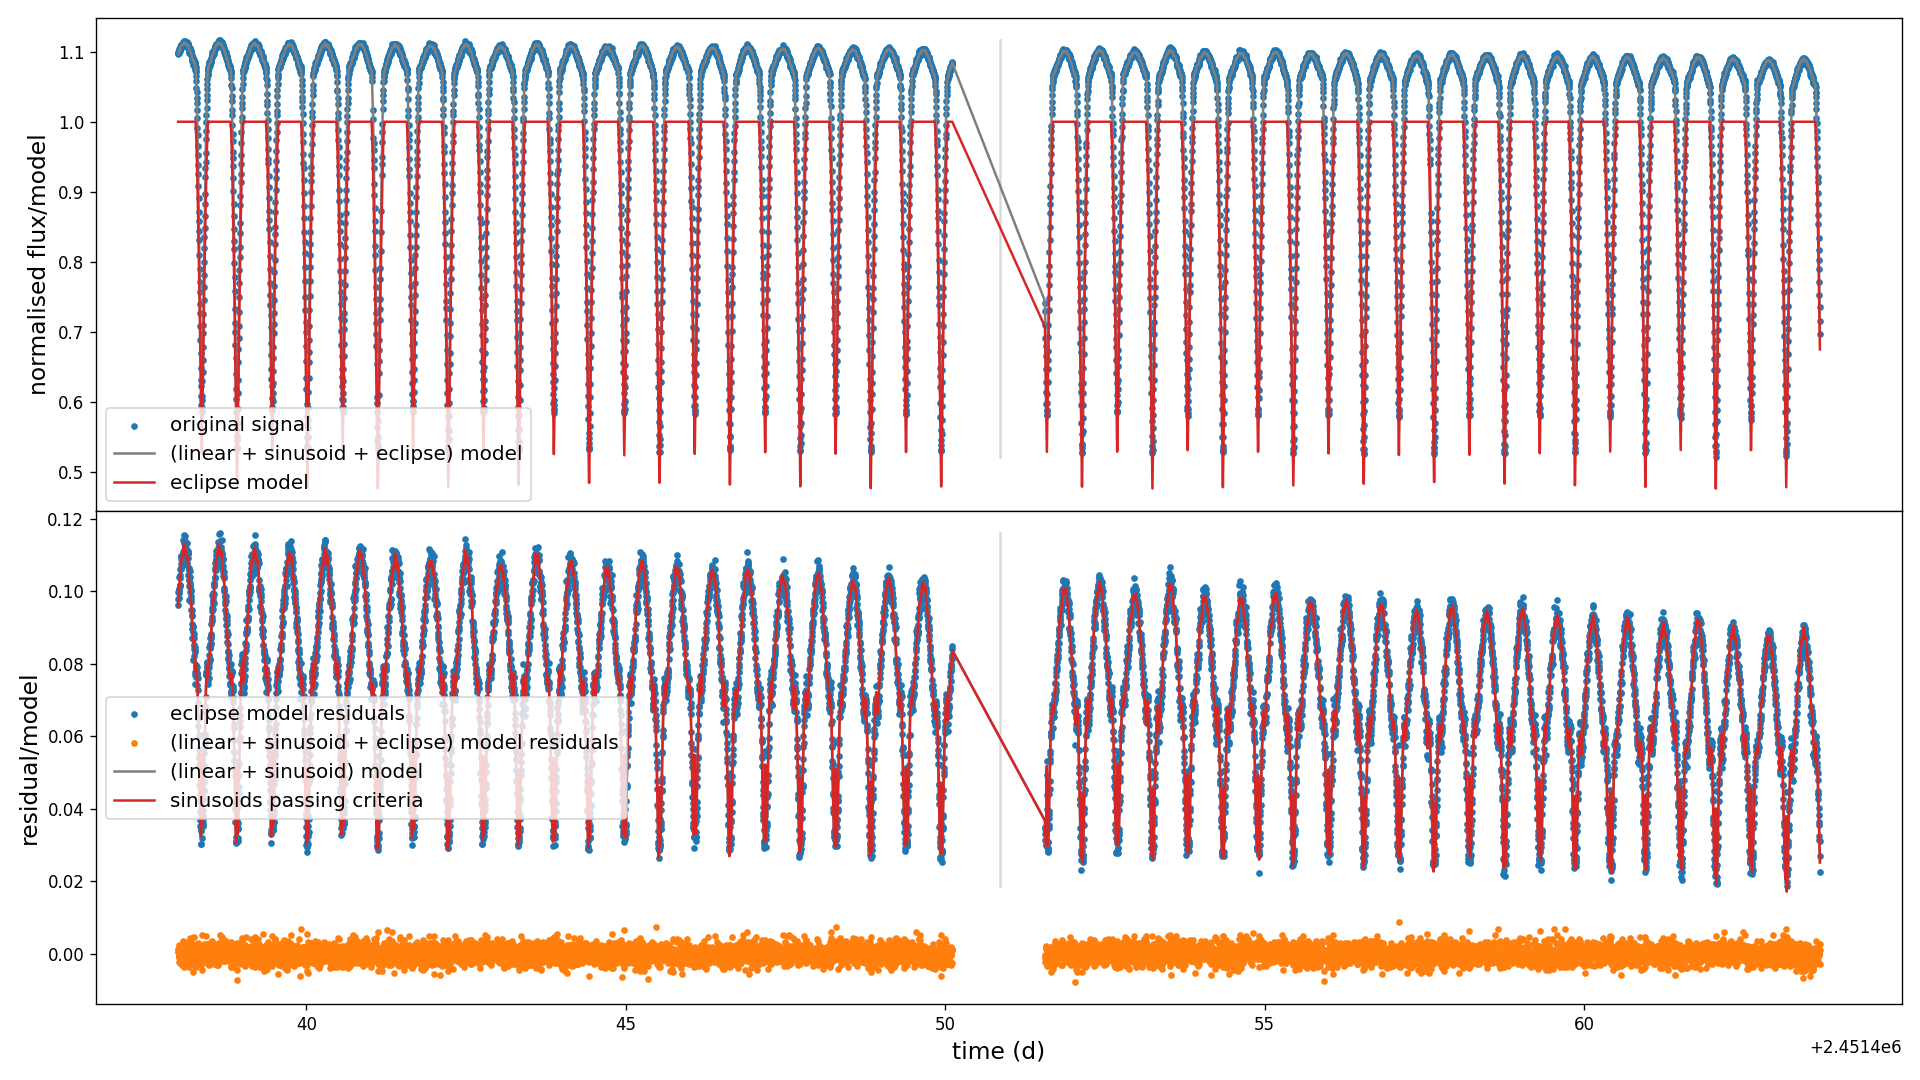 normalised flux/model
1.1
1.0
0.9
0.8
0.7
0.6
0.5
original signal
(linear + sinusoid + eclipse) model
eclipse model
residual/model
0.12
0.10
0.08
0.06
0.04
0.02
0.00
eclipse model residuals
(linear + sinusoid + eclipse) model residuals
(linear + sinusoid) model
sinusoids passing criteria
40
45
50
55
60
time (d)
+2.4514e6